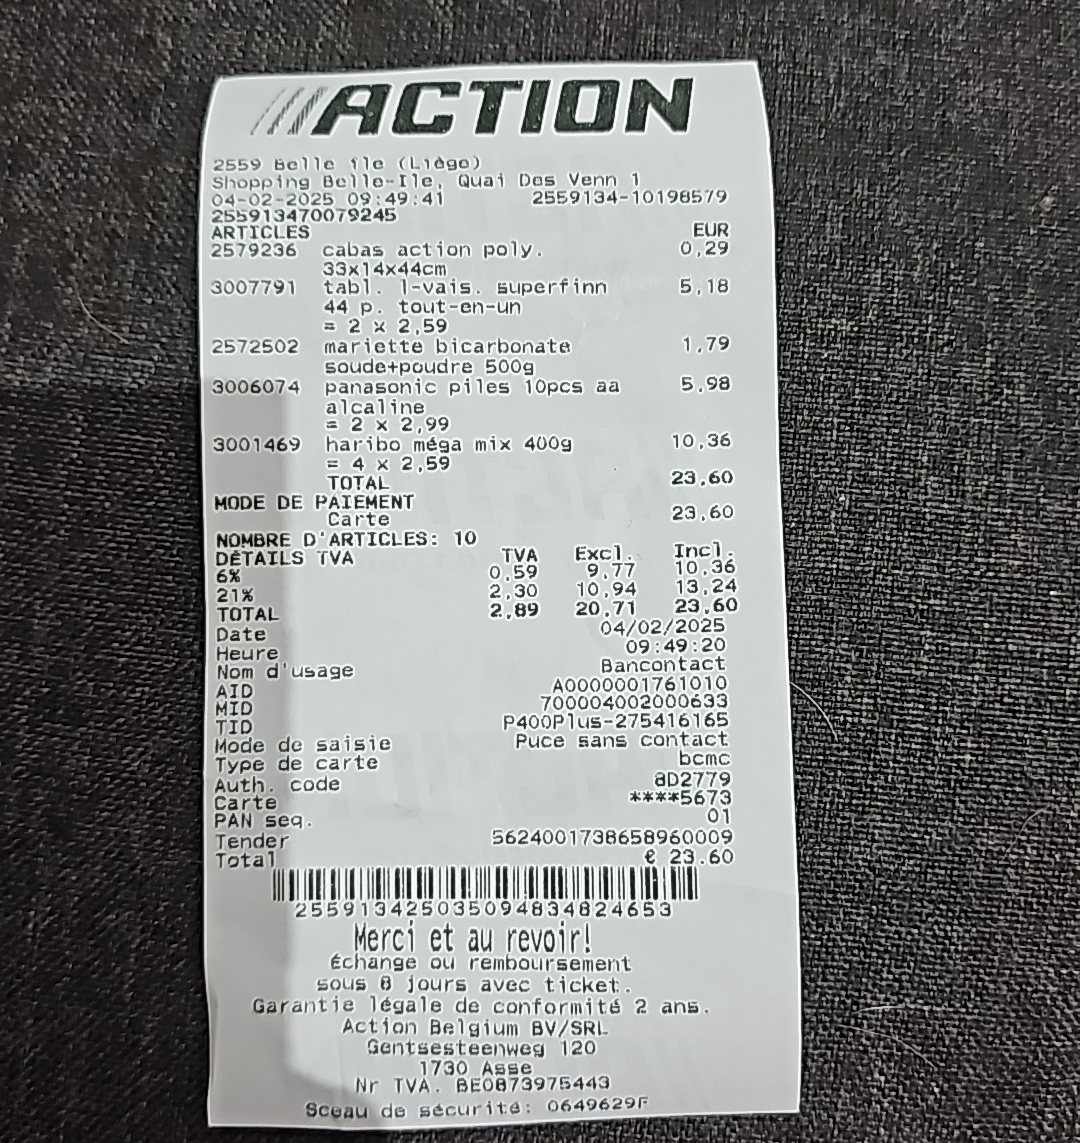 ACTION
2559 Belle île (Liège)
Shopping Belle-Ile, Quai Des Venn 1
04-02-2025 09:49:41 2559134-10198579
255913470079245
ARTICLES EUR
2579236 cabas action poly. 0,29
33x14x44cm
3007791 tabl. l-vais. superfinn 5,18
44 p. tout-en-un
= 2 x 2,59
2572502 mariette bicarbonate 1,79
soude+poudre 500g
3006074 panasonic piles 10pcs aa 5,98
alcaline
= 2 x 2,99
3001469 haribo méga mix 400g 10,36
= 4 x 2,59
TOTAL 23,60
MODE DE PAIEMENT
Carte 23,60
NOMBRE D'ARTICLES: 10
DÉTAILS TVA TVA Excl. Incl.
6% 0,59 9,77 10,36
21% 2,30 10,94 13,24
TOTAL 2,89 20,71 23,60
Date 04/02/2025
Heure 09:49:20
Nom d'usage Bancontact
AID A0000001761010
MID 700004002000633
TID P400Plus-275416165
Mode de saisie Puce sans contact
Type de carte bcmc
Auth. code 8D2779
Carte ****5673
PAN seq. 01
Tender 5624001738658960009
Total € 23.60
255913425035094834824653
Merci et au revoir!
Échange ou remboursement
sous 8 jours avec ticket.
Garantie légale de conformité 2 ans.
Action Belgium BV/SRL
Gentsesteenweg 120
1730 Asse
Nr TVA. BE0873975443
Sceau de sécurité: 0649629F